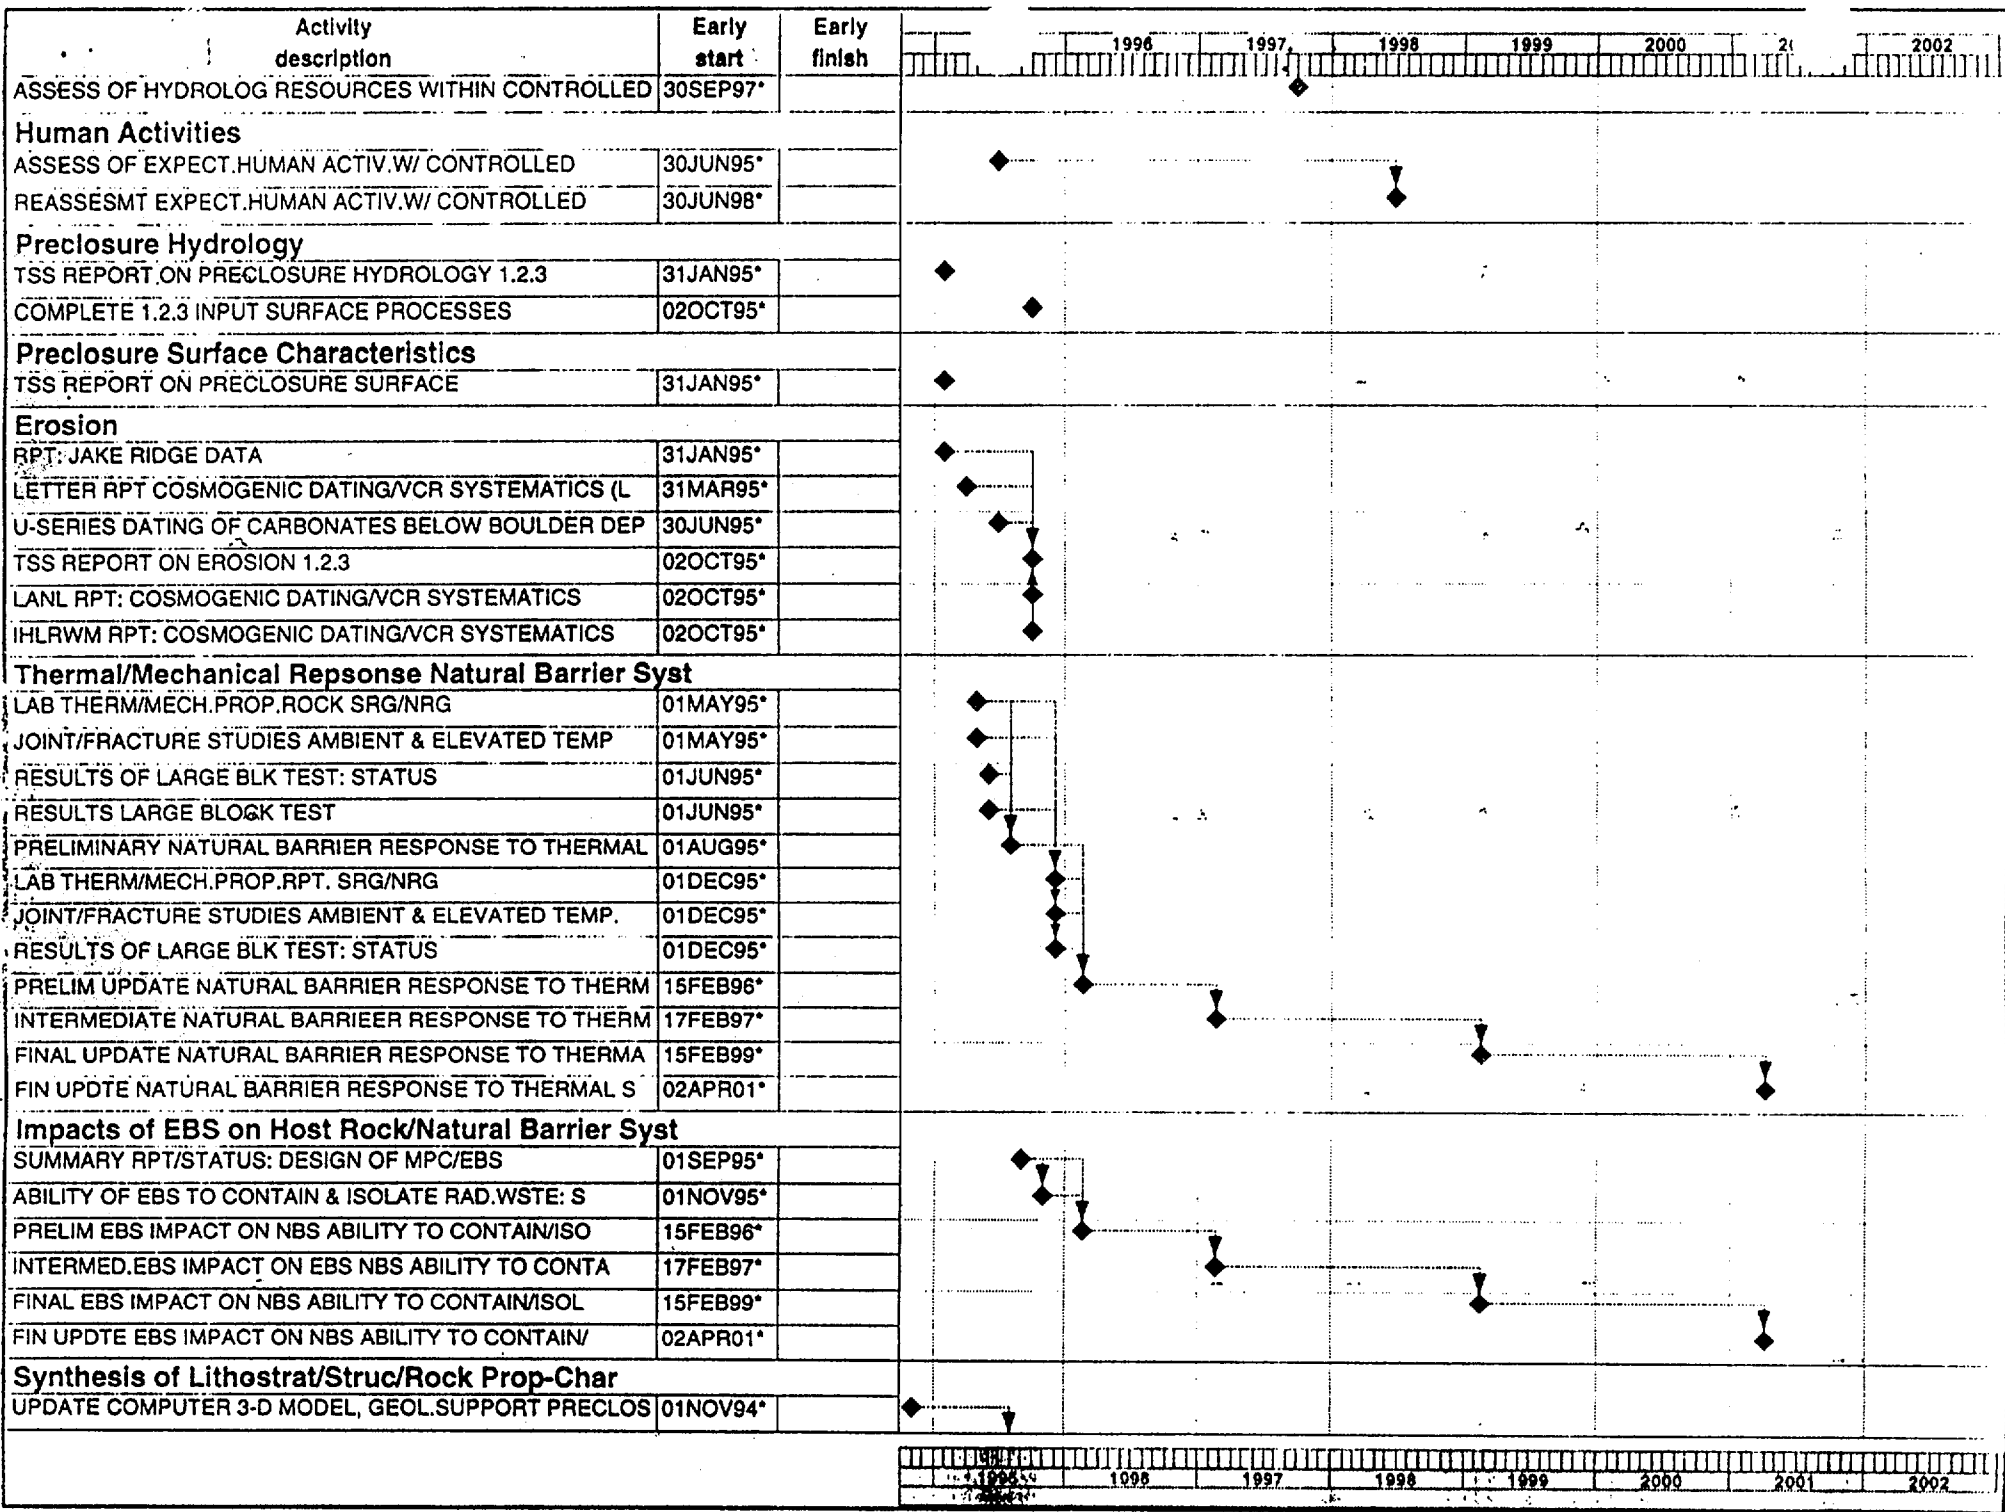 Activity description Early start Early finish
1996 1997 1998 1999 2000 2002
ASSESS OF HYDROLOG RESOURCES WITHIN CONTROLLED 30SEP97*
Human Activities
ASSESS OF EXPECT.HUMAN ACTIV.W/ CONTROLLED 30JUN95*
REASSESMT EXPECT.HUMAN ACTIV.W/ CONTROLLED 30JUN98*
Preclosure Hydrology
TSS REPORT ON PRECLOSURE HYDROLOGY 1.2.3 31JAN95*
COMPLETE 1.2.3 INPUT SURFACE PROCESSES 02OCT95*
Preclosure Surface Characteristics
TSS REPORT ON PRECLOSURE SURFACE 31JAN95*
Erosion
RPT: JAKE RIDGE DATA 31JAN95*
LETTER RPT COSMOGENIC DATING/VCR SYSTEMATICS (L 31MAR95*
U-SERIES DATING OF CARBONATES BELOW BOULDER DEP 30JUN95*
TSS REPORT ON EROSION 1.2.3 02OCT95*
LANL RPT: COSMOGENIC DATING/VCR SYSTEMATICS 02OCT95*
IHLRWM RPT: COSMOGENIC DATING/VCR SYSTEMATICS 02OCT95*
Thermal/Mechanical Repsonse Natural Barrier Syst
LAB THERM/MECH.PROP.ROCK SRG/NRG 01MAY95*
JOINT/FRACTURE STUDIES AMBIENT & ELEVATED TEMP 01MAY95*
RESULTS OF LARGE BLK TEST: STATUS 01JUN95*
RESULTS LARGE BLOCK TEST 01JUN95*
PRELIMINARY NATURAL BARRIER RESPONSE TO THERMAL 01AUG95*
LAB THERM/MECH.PROP.RPT. SRG/NRG 01DEC95*
JOINT/FRACTURE STUDIES AMBIENT & ELEVATED TEMP. 01DEC95*
RESULTS OF LARGE BLK TEST: STATUS 01DEC95*
PRELIM UPDATE NATURAL BARRIER RESPONSE TO THERM 15FEB96*
INTERMEDIATE NATURAL BARRIEER RESPONSE TO THERM 17FEB97*
FINAL UPDATE NATURAL BARRIER RESPONSE TO THERMA 15FEB99*
FIN UPDTE NATURAL BARRIER RESPONSE TO THERMAL S 02APR01*
Impacts of EBS on Host Rock/Natural Barrier Syst
SUMMARY RPT/STATUS: DESIGN OF MPC/EBS 01SEP95*
ABILITY OF EBS TO CONTAIN & ISOLATE RAD.WSTE: S 01NOV95*
PRELIM EBS IMPACT ON NBS ABILITY TO CONTAIN/ISO 15FEB96*
INTERMED.EBS IMPACT ON EBS NBS ABILITY TO CONTA 17FEB97*
FINAL EBS IMPACT ON NBS ABILITY TO CONTAIN/ISOL 15FEB99*
FIN UPDTE EBS IMPACT ON NBS ABILITY TO CONTAIN/ 02APR01*
Synthesis of Lithostrat/Struc/Rock Prop-Char
UPDATE COMPUTER 3-D MODEL, GEOL.SUPPORT PRECLOS 01NOV94*
1995 1996 1997 1998 1999 2000 2001 2002